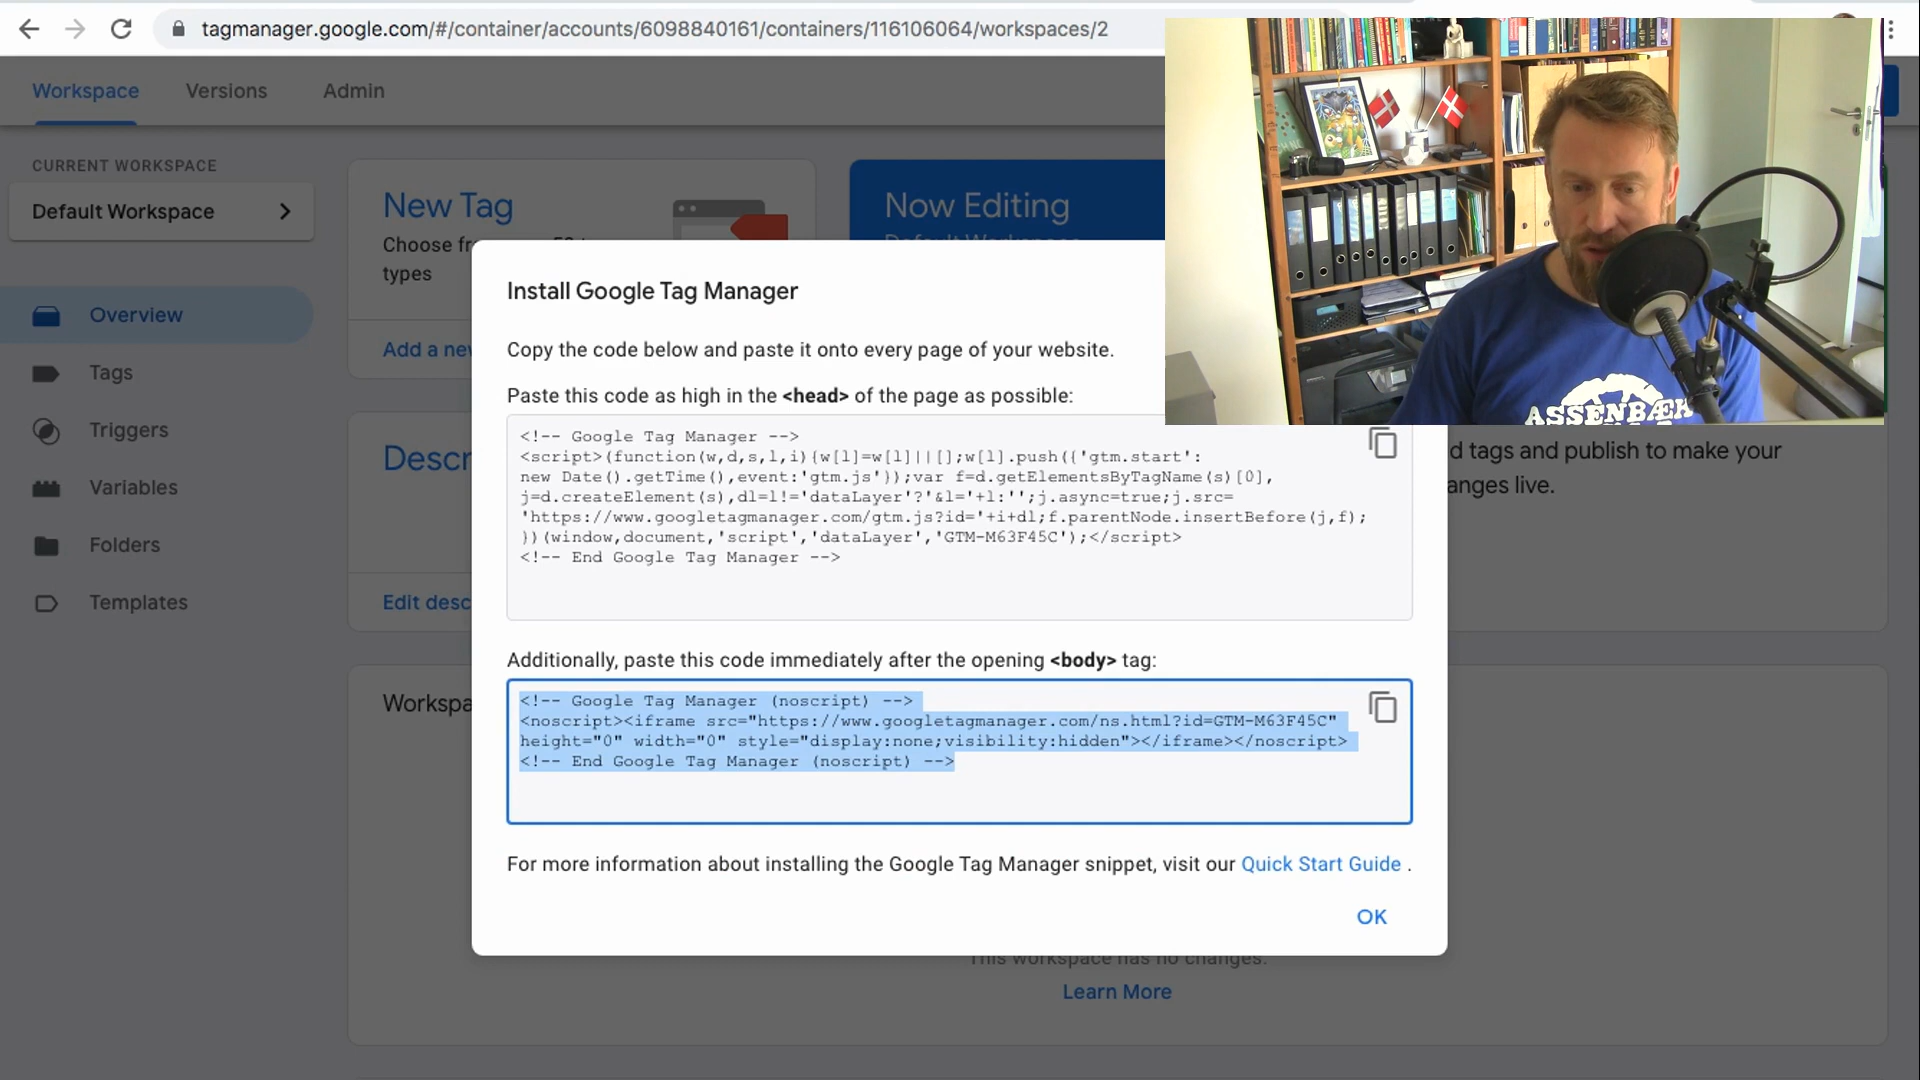 tagmanager.google.com/#/container/accounts/6098840161/containers/116106064/workspaces/2
Workspace
Versions
Admin
CURRENT WORKSPACE
Default Workspace
Overview
Tags
Triggers
Variables
Folders
Templates
New Tag
Choose
types
Add a
Now Editing
Default Workspace
Edit
d tags and publish to make your
anges live.
This workspace has no changes.
Learn More
Install Google Tag Manager
Copy the code below and paste it onto every page of your website.
Paste this code as high in the <head> of the page as possible:
<!-- Google Tag Manager -->
<script>(function(w,d,s,l,i){w[l]=w[l]||[];w[l].push({'gtm.start':
new Date().getTime(),event:'gtm.js'});var f=d.getElementsByTagName(s)[0],
j=d.createElement(s),dl=l!='dataLayer'?'&l='+l:'';j.async=true;j.src=
'https://www.googletagmanager.com/gtm.js?id='+i+dl;f.parentNode.insertBefore(j,f);
})(window,document,'script','dataLayer','GTM-M63F45C');</script>
<!-- End Google Tag Manager -->
Additionally, paste this code immediately after the opening <body> tag:
<!-- Google Tag Manager (noscript) -->
<noscript><iframe src="https://www.googletagmanager.com/ns.html?id=GTM-M63F45C"
height="0" width="0" style="display:none;visibility:hidden"></iframe></noscript>
<!-- End Google Tag Manager (noscript) -->
For more information about installing the Google Tag Manager snippet, visit our Quick Start Guide .
OK
ASSENBÆK